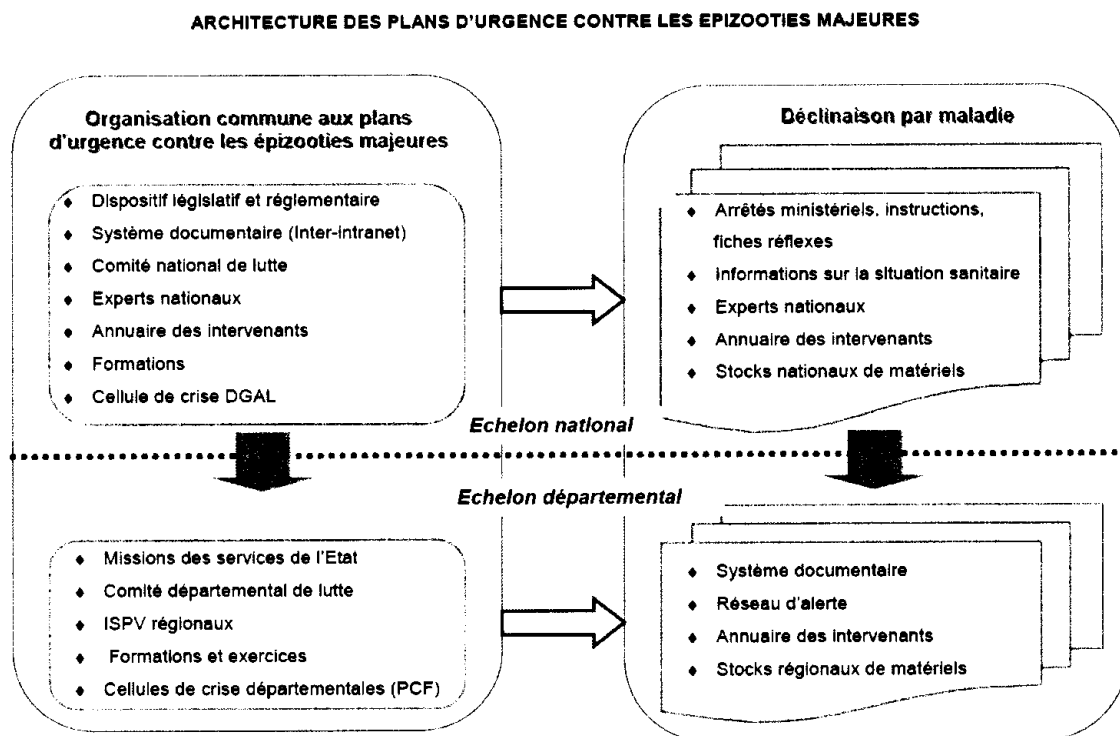 ARCHITECTURE DES PLANS D'URGENCE CONTRE LES EPIZOOTIES MAJEURES
Organisation commune aux plans
d'urgence contre les épizooties majeures
♦ Dispositif législatif et réglementaire
♦ Système documentaire (Inter-intranet)
♦ Comité national de lutte
♦ Experts nationaux
♦ Annuaire des intervenants
♦ Formations
♦ Cellule de crise DGAL
Déclinaison par maladie
♦ Arrêtés ministériels, instructions,
fiches réflexes
♦ Informations sur la situation sanitaire
♦ Experts nationaux
♦ Annuaire des intervenants
♦ Stocks nationaux de matériels
Echelon national
Echelon départemental
♦ Missions des services de l'Etat
♦ Comité départemental de lutte
♦ ISPV régionaux
♦ Formations et exercices
♦ Cellules de crise départementales (PCF)
♦ Système documentaire
♦ Réseau d'alerte
♦ Annuaire des intervenants
♦ Stocks régionaux de matériels